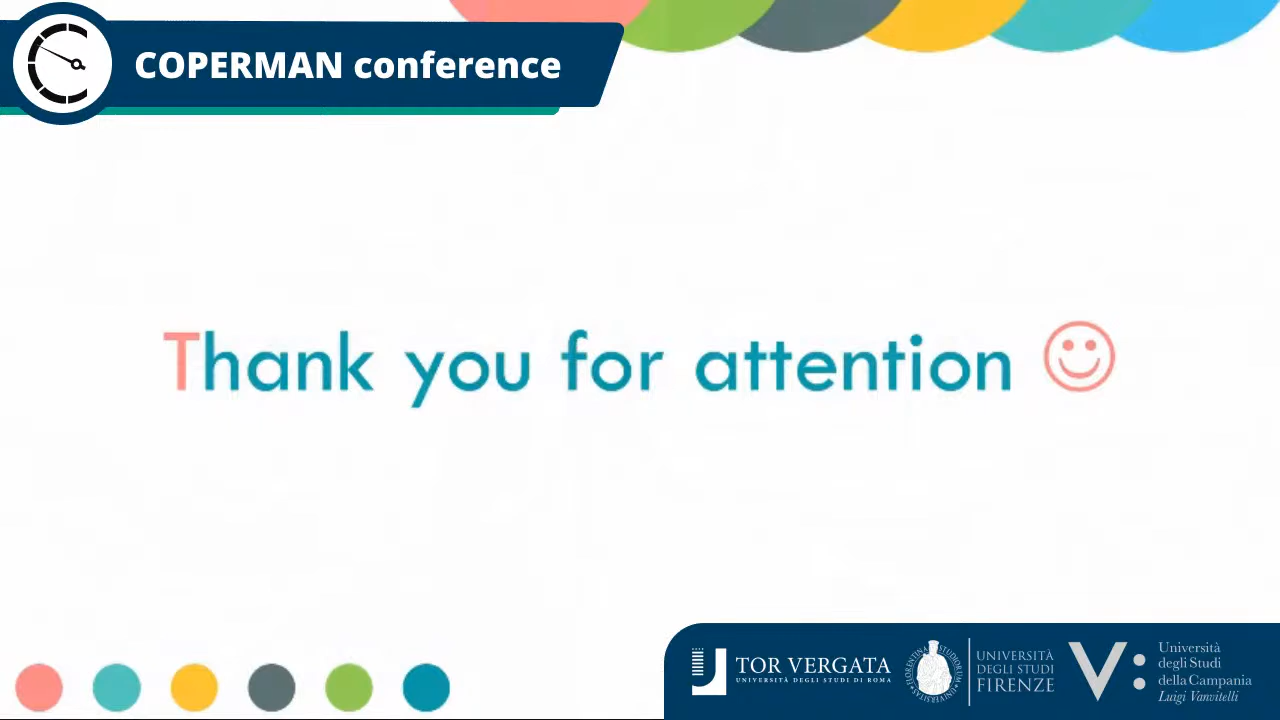 COPERMAN conference
Thank you for attention ☺
TOR VERGATA
UNIVERSITÀ DEGLI STUDI DI ROMA
UNIVERSITÀ
DEGLI STUDI
FIRENZE
V:
Università
degli Studi
della Campania
Luigi Vanvitelli